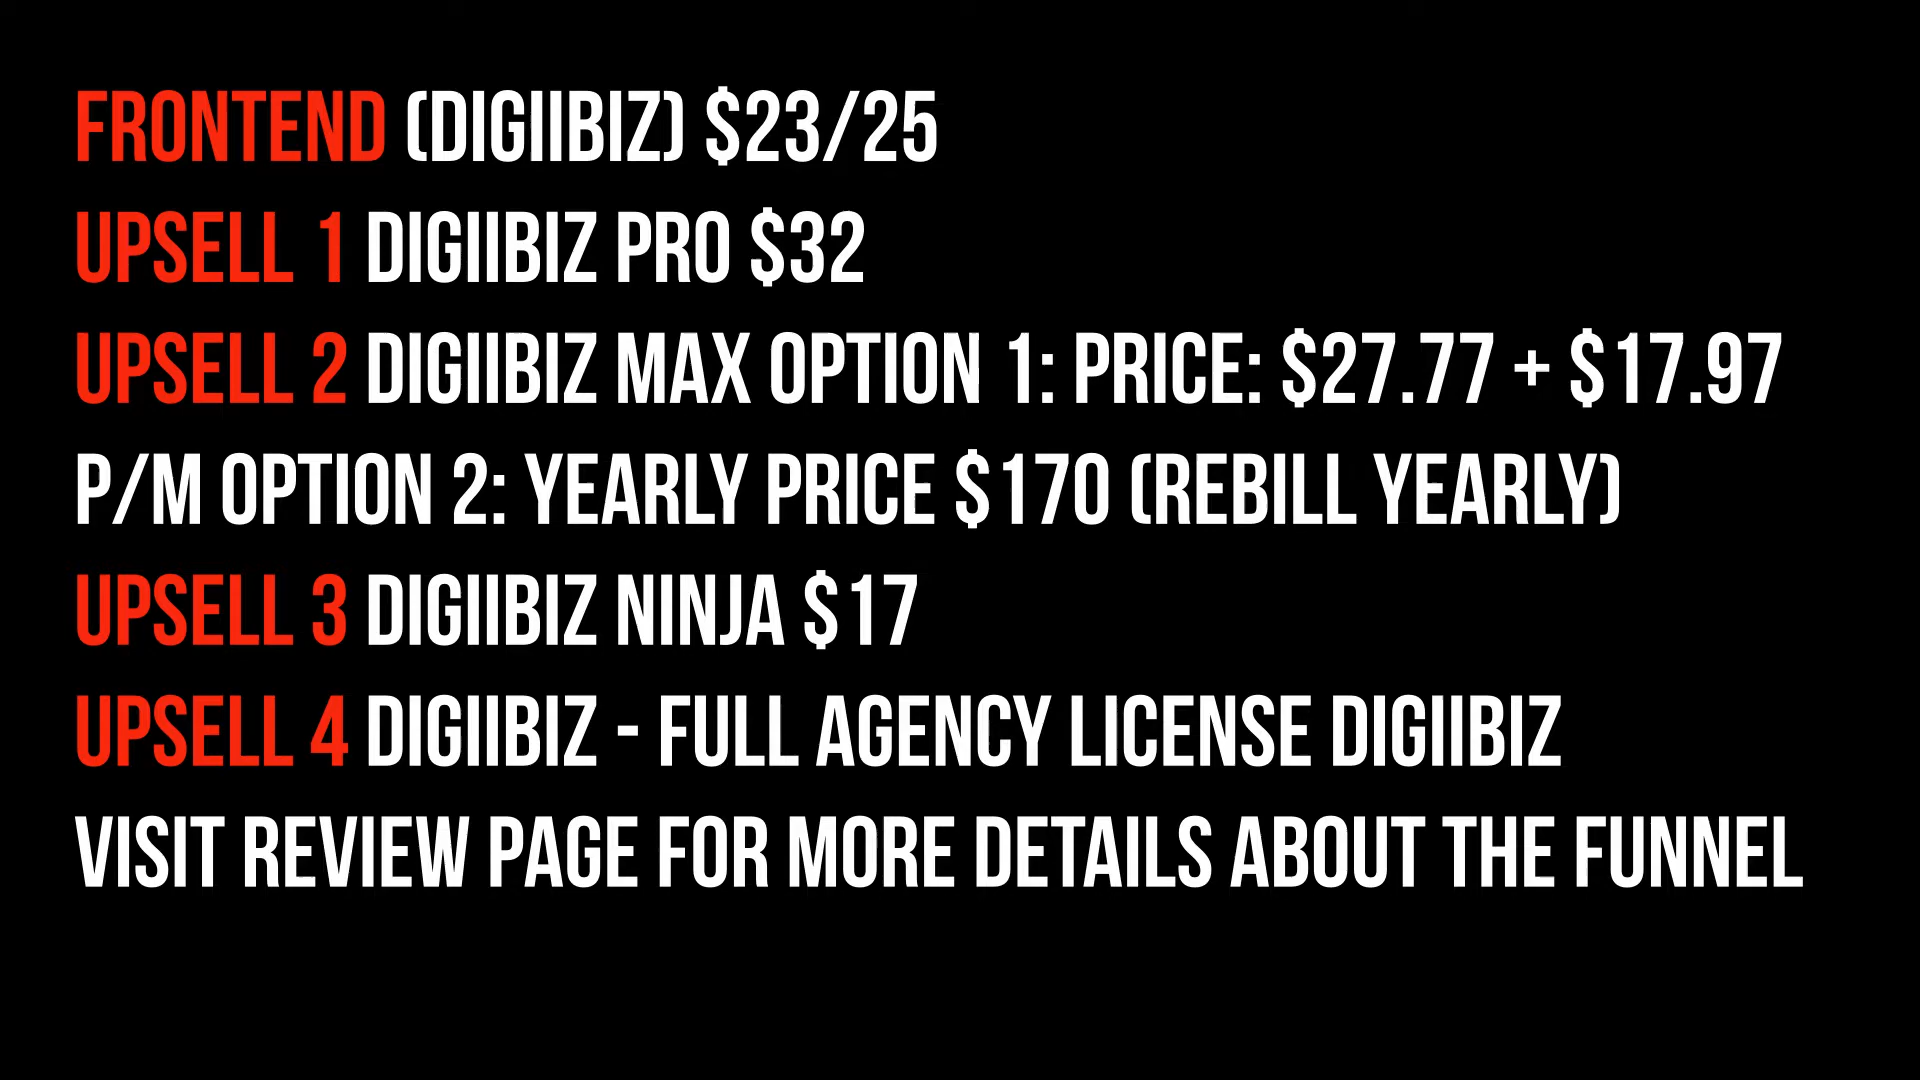 FRONTEND (DIGIIBIZ) $23/25
UPSELL 1 DIGIIBIZ PRO $32
UPSELL 2 DIGIIBIZ MAX OPTION 1: PRICE: $27.77 + $17.97
P/M OPTION 2: YEARLY PRICE $170 (REBILL YEARLY)
UPSELL 3 DIGIIBIZ NINJA $17
UPSELL 4 DIGIIBIZ - FULL AGENCY LICENSE DIGIIBIZ
VISIT REVIEW PAGE FOR MORE DETAILS ABOUT THE FUNNEL